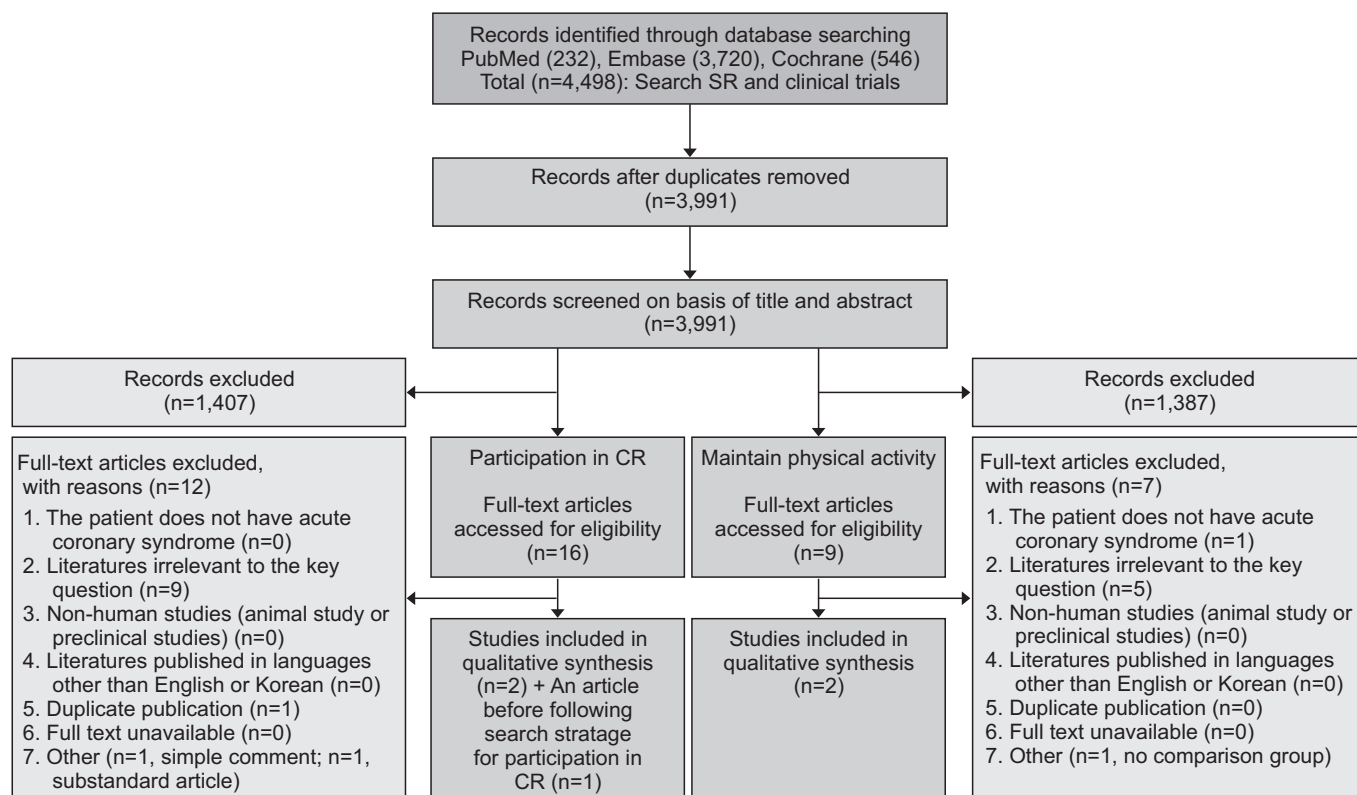 Records identified through database searching
PubMed (232), Embase (3,720), Cochrane (546)
Total (n=4,498): Search SR and clinical trials
Records after duplicates removed
(n=3,991)
Records screened on basis of title and abstract
(n=3,991)
Records excluded
(n=1,407)
Records excluded
(n=1,387)
Full-text articles excluded,
with reasons (n=12)
1. The patient does not have acute
coronary syndrome (n=0)
2. Literatures irrelevant to the key
question (n=9)
3. Non-human studies (animal study or
preclinical studies) (n=0)
4. Literatures published in languages
other than English or Korean (n=0)
5. Duplicate publication (n=1)
6. Full text unavailable (n=0)
7. Other (n=1, simple comment; n=1,
substandard article)
Participation in CR
Full-text articles
accessed for eligibility
(n=16)
Maintain physical activity
Full-text articles
accessed for eligibility
(n=9)
Full-text articles excluded,
with reasons (n=7)
1. The patient does not have acute
coronary syndrome (n=1)
2. Literatures irrelevant to the key
question (n=5)
3. Non-human studies (animal study or
preclinical studies) (n=0)
4. Literatures published in languages
other than English or Korean (n=0)
5. Duplicate publication (n=0)
6. Full text unavailable (n=0)
7. Other (n=1, no comparison group)
Studies included in
qualitative synthesis
(n=2) + An article
before following
search stratage
for participation in
CR (n=1)
Studies included in
qualitative synthesis
(n=2)